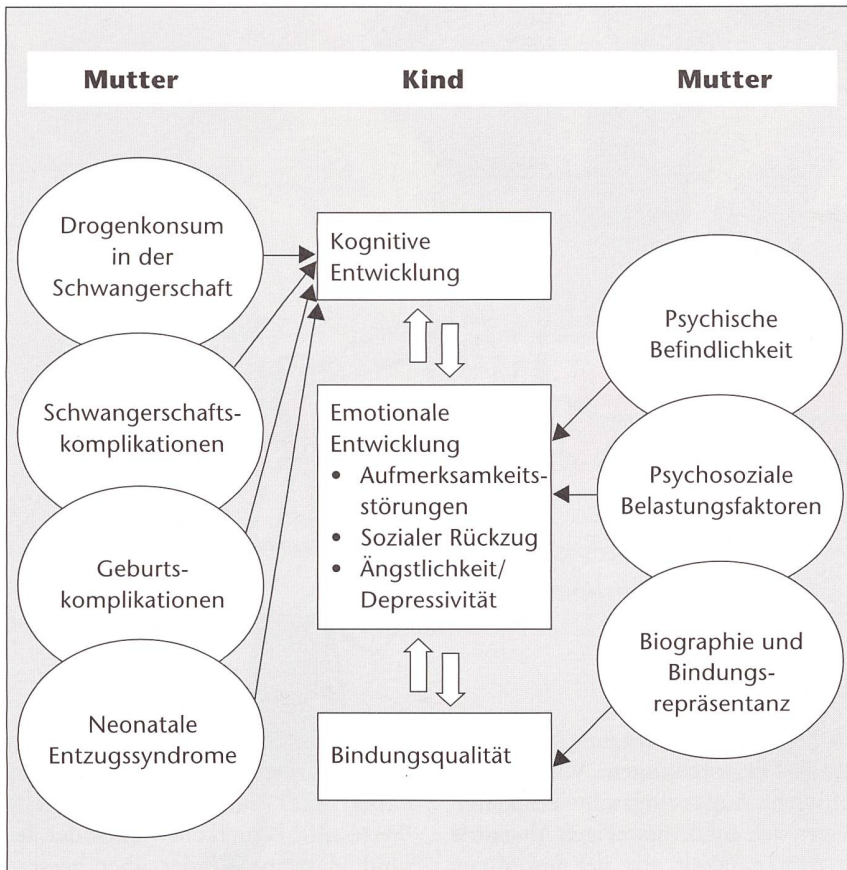 Mutter Kind Mutter
Drogenkonsum
in der
Schwangerschaft
Schwangerschafts-
komplikationen
Geburts-
komplikationen
Neonatale
Entzugssyndrome
Kognitive
Entwicklung
Emotionale
Entwicklung
• Aufmerksamkeits-
störungen
• Sozialer Rückzug
• Ängstlichkeit/
Depressivität
Bindungsqualität
Psychische
Befindlichkeit
Psychosoziale
Belastungsfaktoren
Biographie und
Bindungs-
repräsentanz